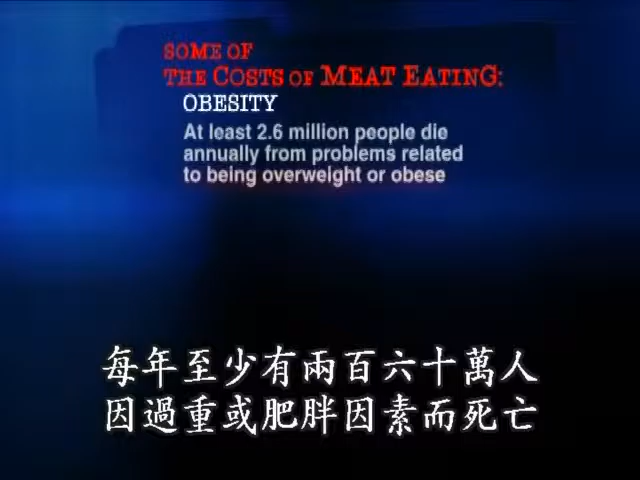 SOME OF
THE COSTS OF MEAT EATING:
OBESITY
At least 2.6 million people die
annually from problems related
to being overweight or obese
每年至少有兩百六十萬人
因過重或肥胖因素而死亡